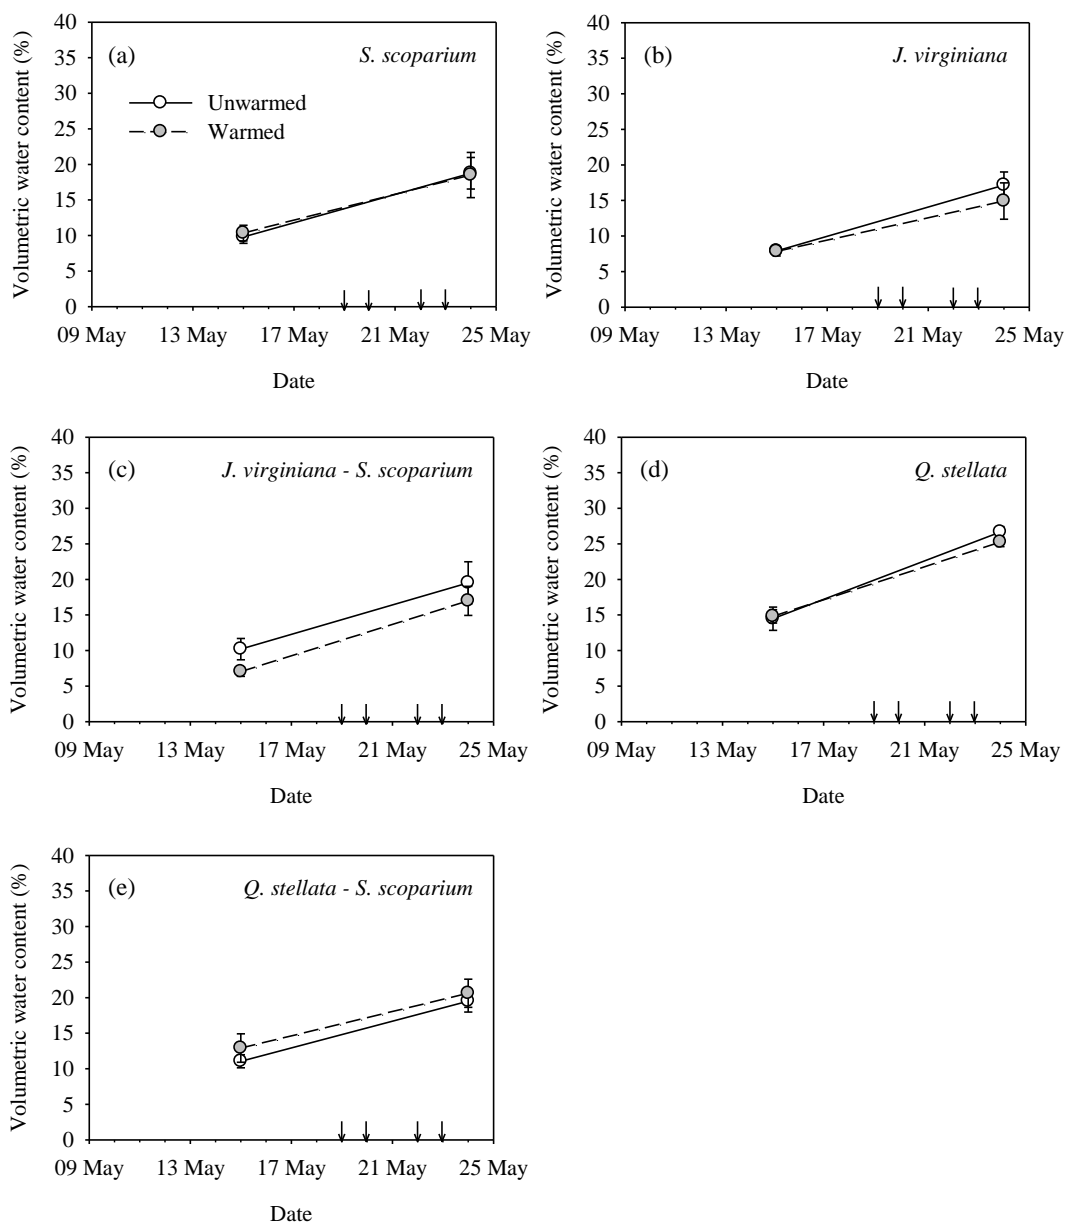 (a) S. scoparium
Unwarmed
Warmed
Volumetric water content (%)
40
35
30
25
20
15
10
5
0
09 May 13 May 17 May 21 May 25 May
Date
(b) J. virginiana
Volumetric water content (%)
40
35
30
25
20
15
10
5
0
09 May 13 May 17 May 21 May 25 May
Date
(c) J. virginiana - S. scoparium
Volumetric water content (%)
40
35
30
25
20
15
10
5
0
09 May 13 May 17 May 21 May 25 May
Date
(d) Q. stellata
Volumetric water content (%)
40
35
30
25
20
15
10
5
0
09 May 13 May 17 May 21 May 25 May
Date
(e) Q. stellata - S. scoparium
Volumetric water content (%)
40
35
30
25
20
15
10
5
0
09 May 13 May 17 May 21 May 25 May
Date